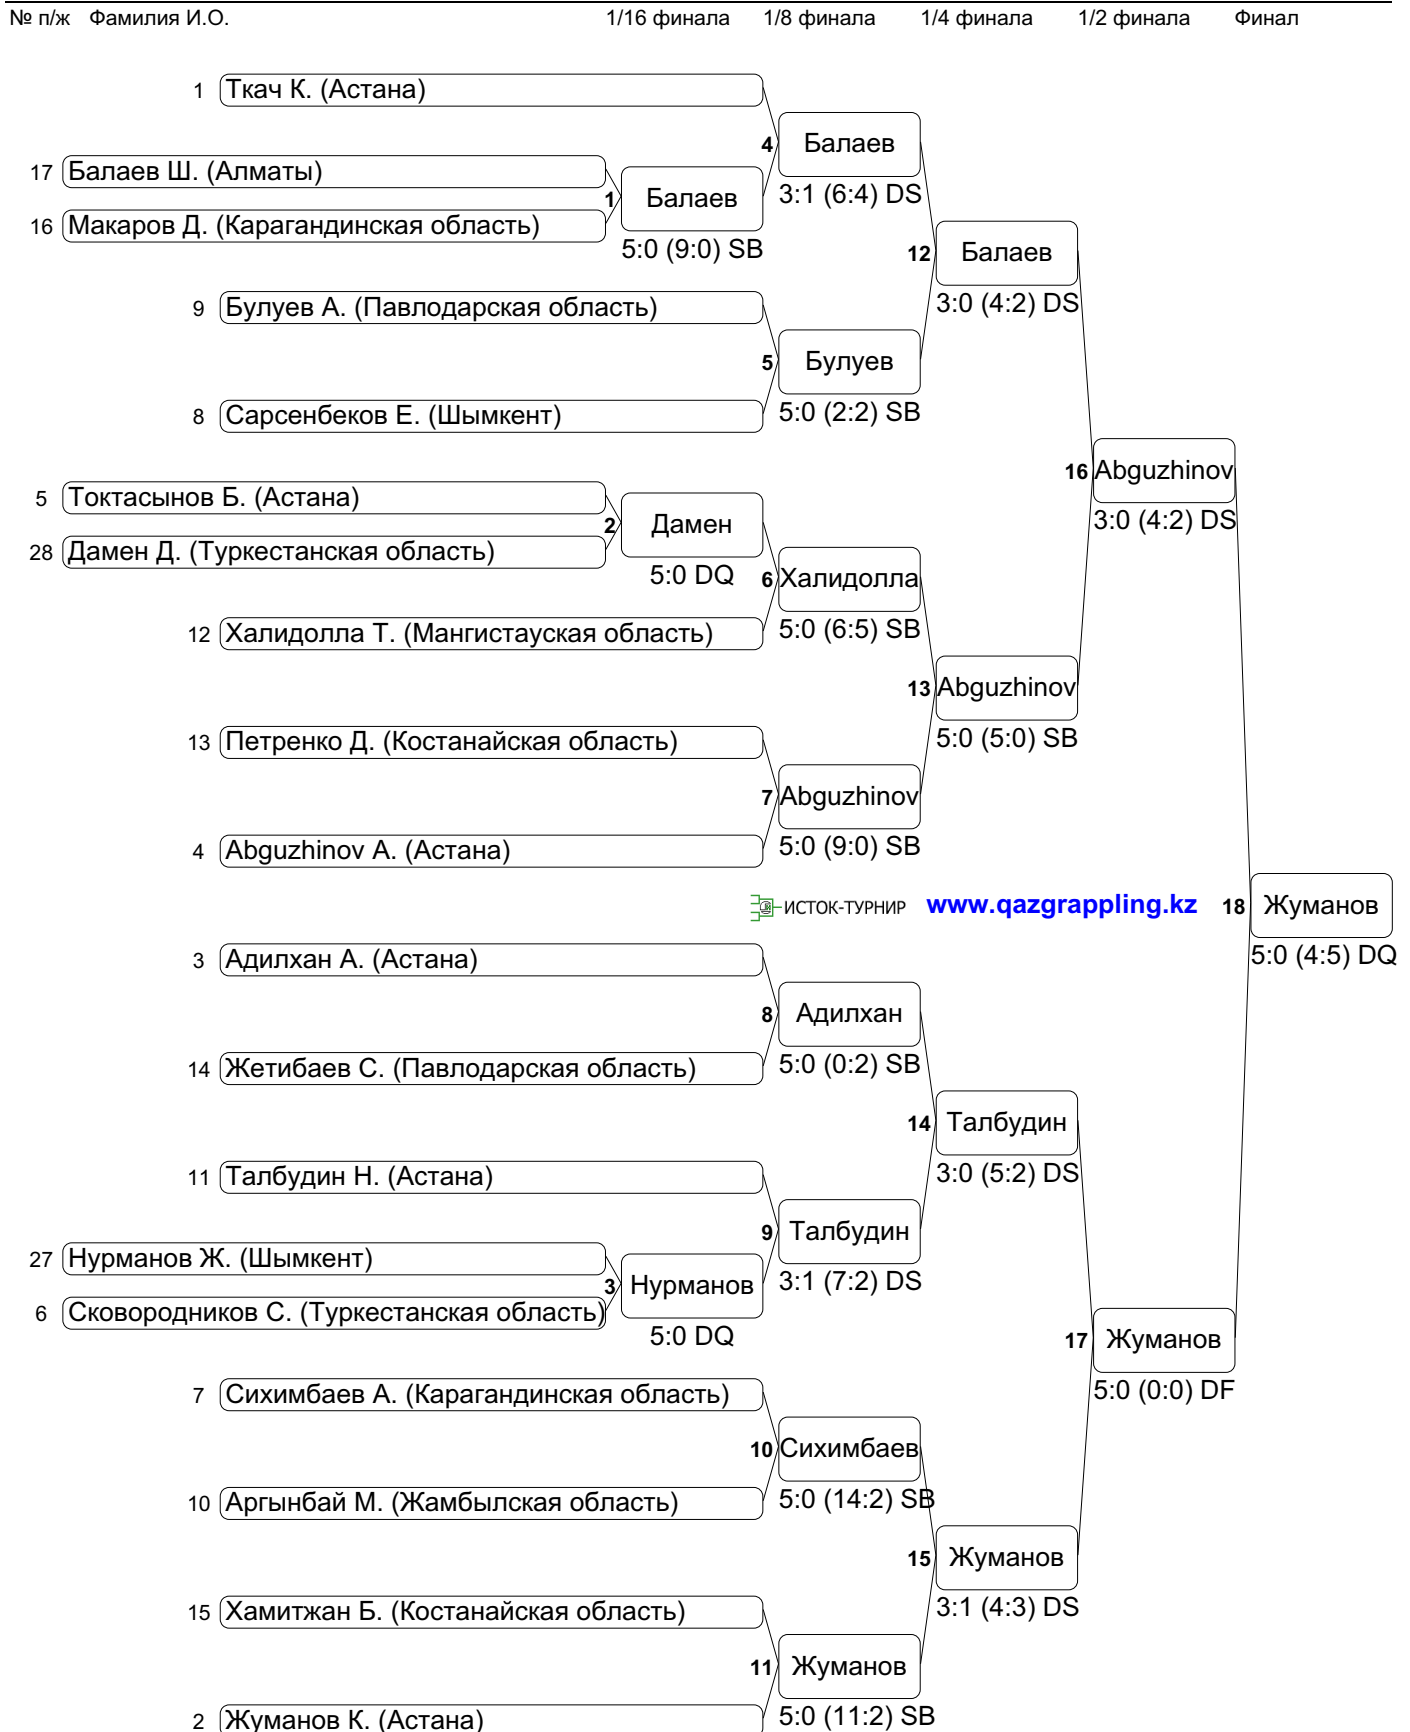 № п/ж Фамилия И.О. 1/16 финала 1/8 финала 1/4 финала 1/2 финала Финал
1 Ткач К. (Астана)
4 Балаев
17 Балаев Ш. (Алматы)
1 Балаев
3:1 (6:4) DS
16 Макаров Д. (Карагандинская область)
5:0 (9:0) SB
12 Балаев
3:0 (4:2) DS
9 Булуев А. (Павлодарская область)
5 Булуев
5:0 (2:2) SB
8 Сарсенбеков Е. (Шымкент)
16 Abguzhinov
3:0 (4:2) DS
5 Токтасынов Б. (Астана)
2 Дамен
28 Дамен Д. (Туркестанская область)
5:0 DQ
6 Халидолла
5:0 (6:5) SB
12 Халидолла Т. (Мангистауская область)
13 Abguzhinov
5:0 (5:0) SB
13 Петренко Д. (Костанайская область)
7 Abguzhinov
5:0 (9:0) SB
4 Abguzhinov A. (Астана)
ИСТОК-ТУРНИР www.qazgrappling.kz 18 Жуманов
5:0 (4:5) DQ
3 Адилхан А. (Астана)
8 Адилхан
5:0 (0:2) SB
14 Жетибаев С. (Павлодарская область)
14 Талбудин
3:0 (5:2) DS
11 Талбудин Н. (Астана)
9 Талбудин
3:1 (7:2) DS
27 Нурманов Ж. (Шымкент)
3 Нурманов
6 Сковородников С. (Туркестанская область)
5:0 DQ
17 Жуманов
5:0 (0:0) DF
7 Сихимбаев А. (Карагандинская область)
10 Сихимбаев
5:0 (14:2) SB
10 Аргынбай М. (Жамбылская область)
15 Жуманов
3:1 (4:3) DS
15 Хамитжан Б. (Костанайская область)
11 Жуманов
5:0 (11:2) SB
2 Жуманов К. (Астана)